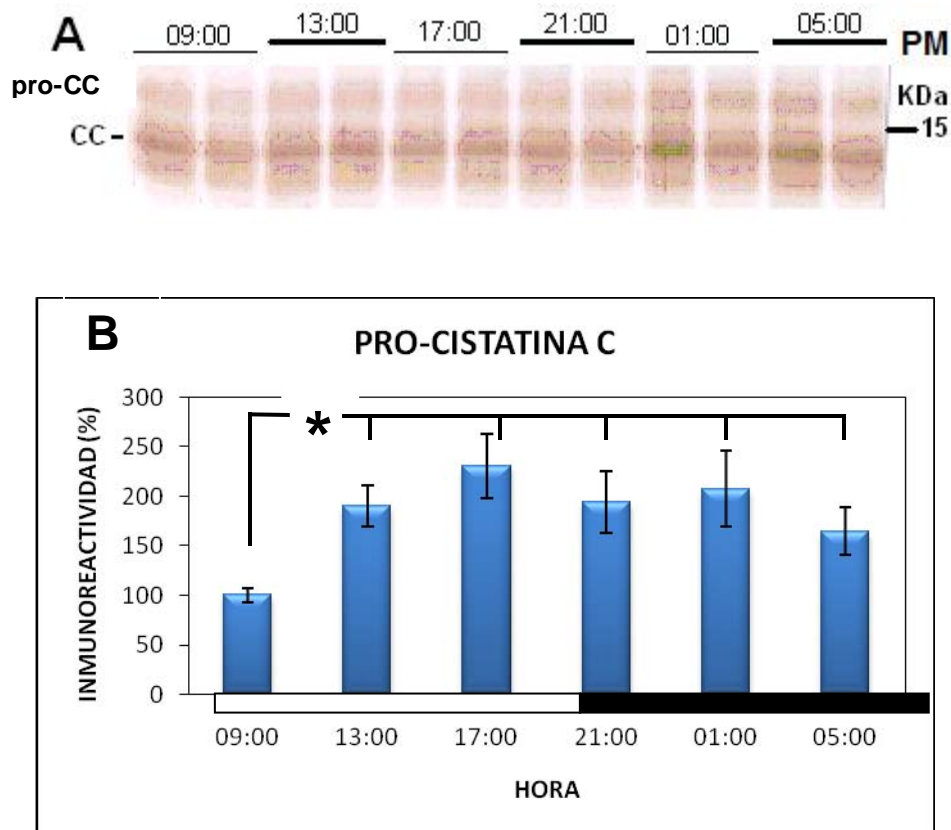 A 09:00 13:00 17:00 21:00 01:00 05:00 PM
pro-CC KDa
CC- 15
B PRO-CISTATINA C
INMUNOREACTIVIDAD (%)
300
250
*
200
150
100
50
0
09:00 13:00 17:00 21:00 01:00 05:00
HORA